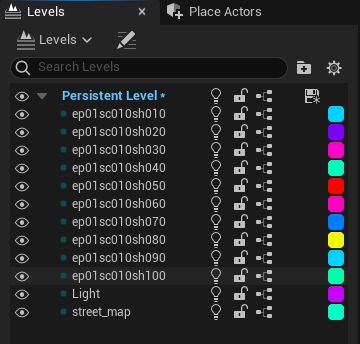 Levels
Place Actors
Levels
Search Levels
Persistent Level *
ep01sc010sh010
ep01sc010sh020
ep01sc010sh030
ep01sc010sh040
ep01sc010sh050
ep01sc010sh060
ep01sc010sh070
ep01sc010sh080
ep01sc010sh090
ep01sc010sh100
Light
street_map